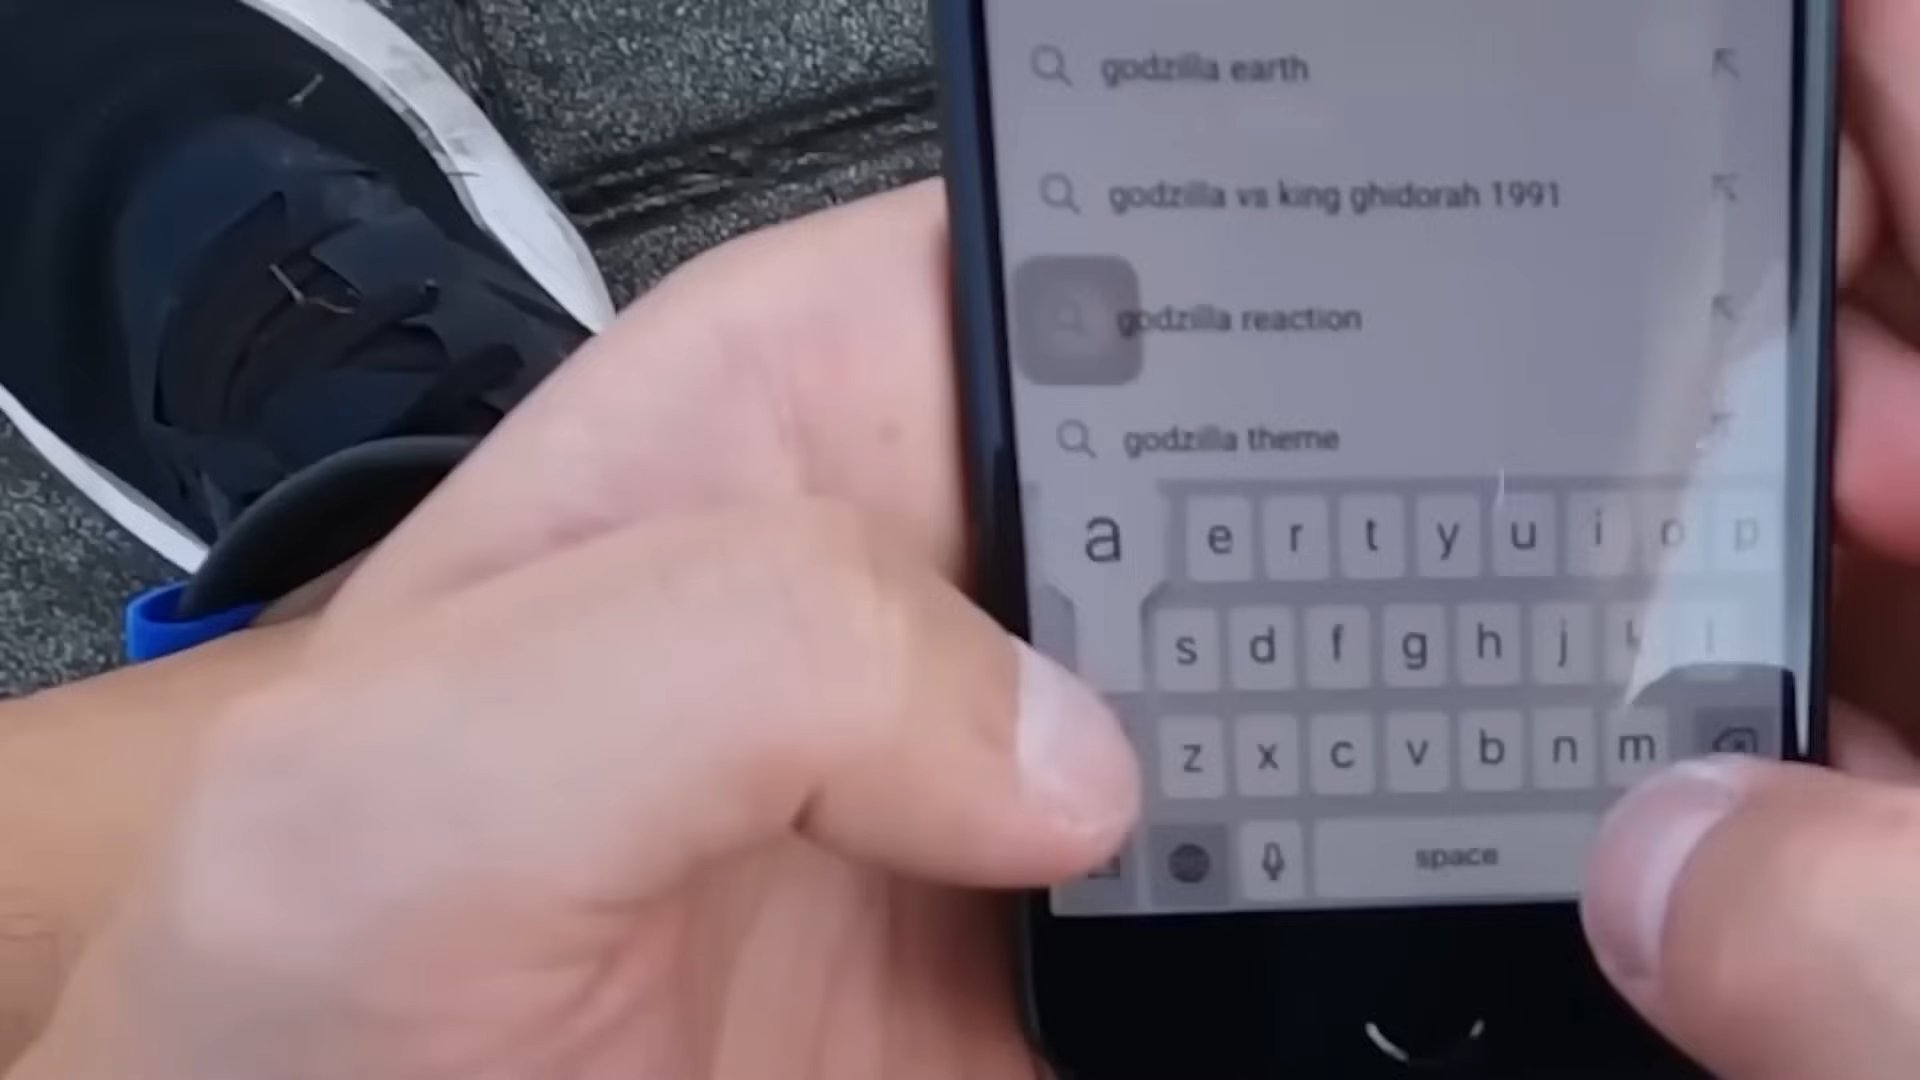 godzilla earth
godzilla vs king ghidorah 1991
godzilla reaction
godzilla theme
a e r t y u i o p
s d f g h j
z x c v b n m
space